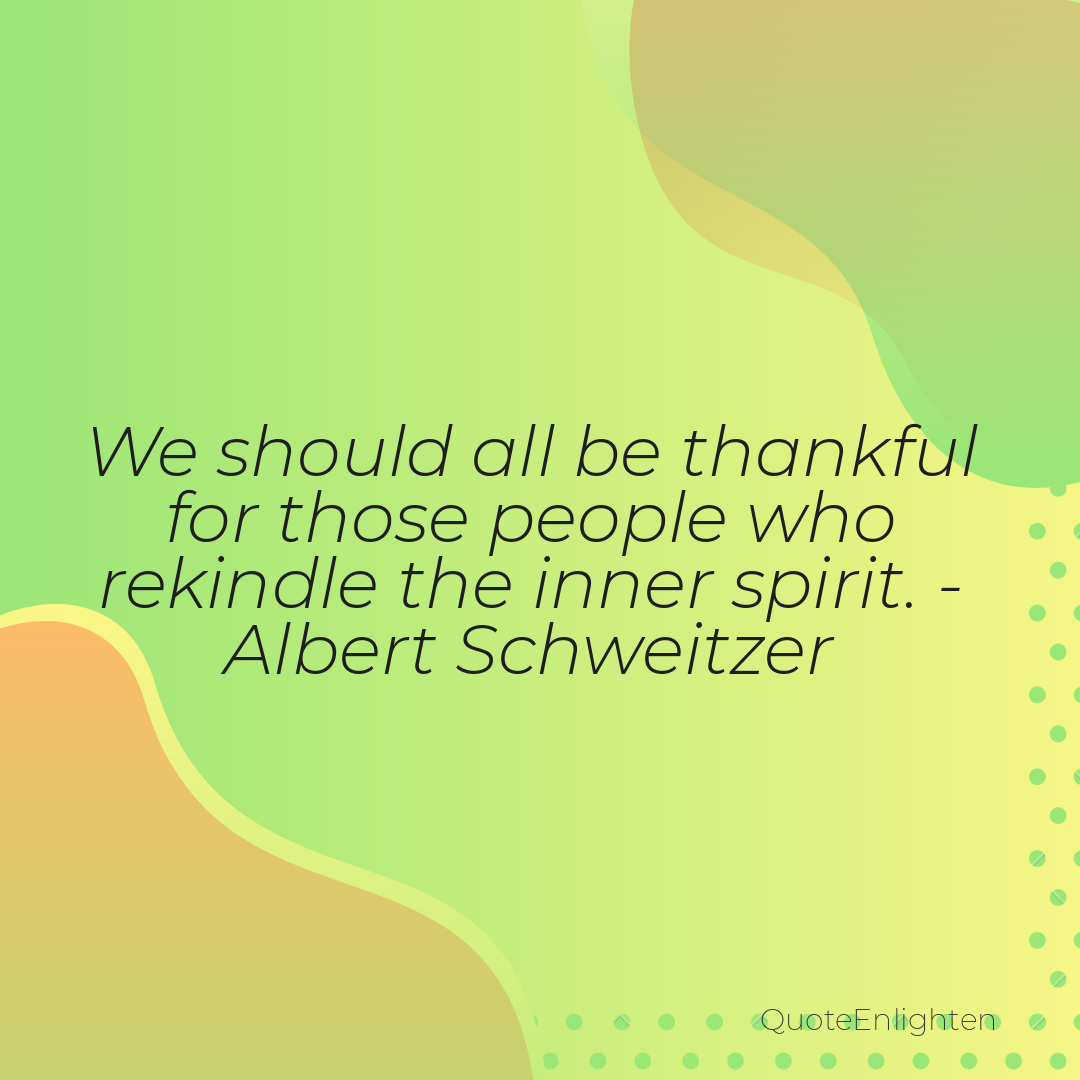 We should all be thankful
for those people who
rekindle the inner spirit. -
Albert Schweitzer
QuoteEnlighten